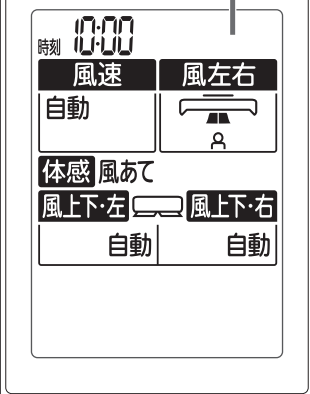 時刻 10:00
風速 風左右
自動
体感 風あて
風上下・左 風上下・右
自動 自動